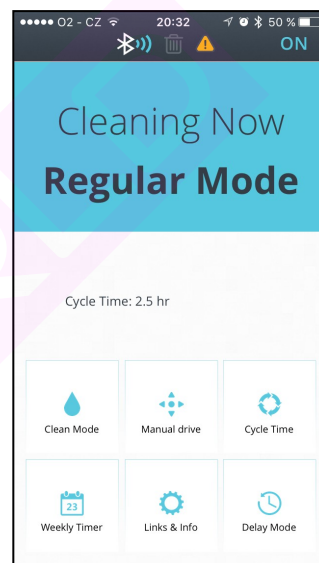 ●●●●● O2 - CZ 20:32 50 %
ON
Cleaning Now
Regular Mode
Cycle Time: 2.5 hr
Clean Mode Manual drive Cycle Time
23
Weekly Timer Links & Info Delay Mode